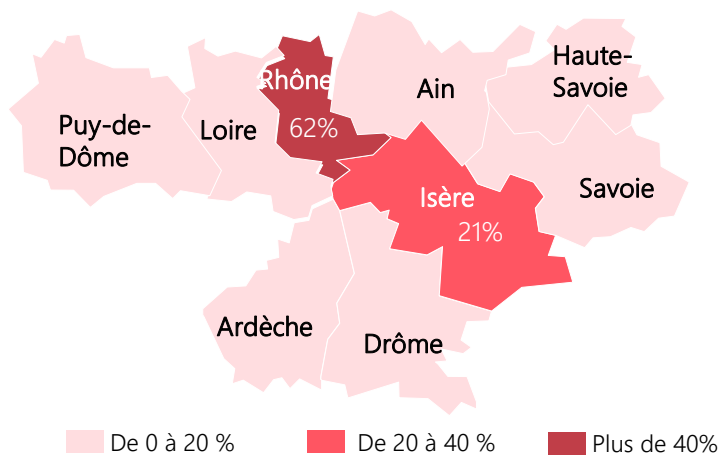 Haute-
Savoie
Rhône
Ain
Puy-de-
Dôme
Loire
62%
Savoie
Isère
21%
Ardèche
Drôme
De 0 à 20 %
De 20 à 40 %
Plus de 40%